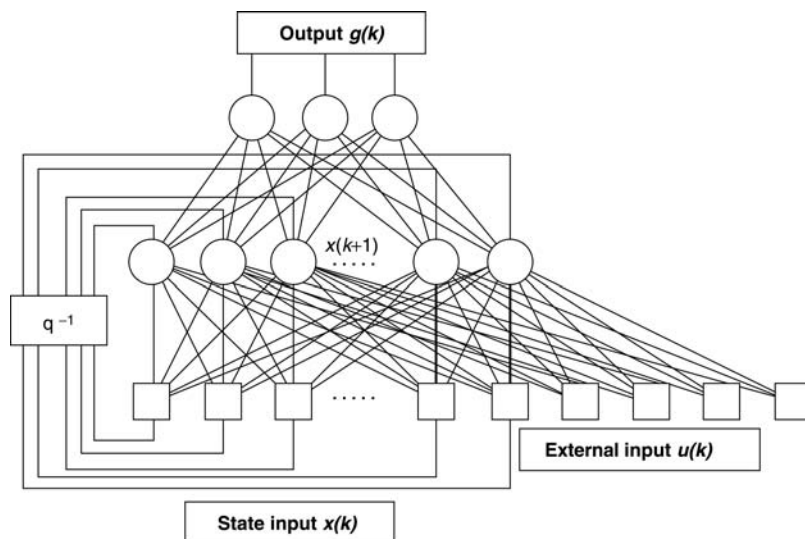 Output g(k)
x(k+1)
.....
q⁻¹
.....
External input u(k)
State input x(k)